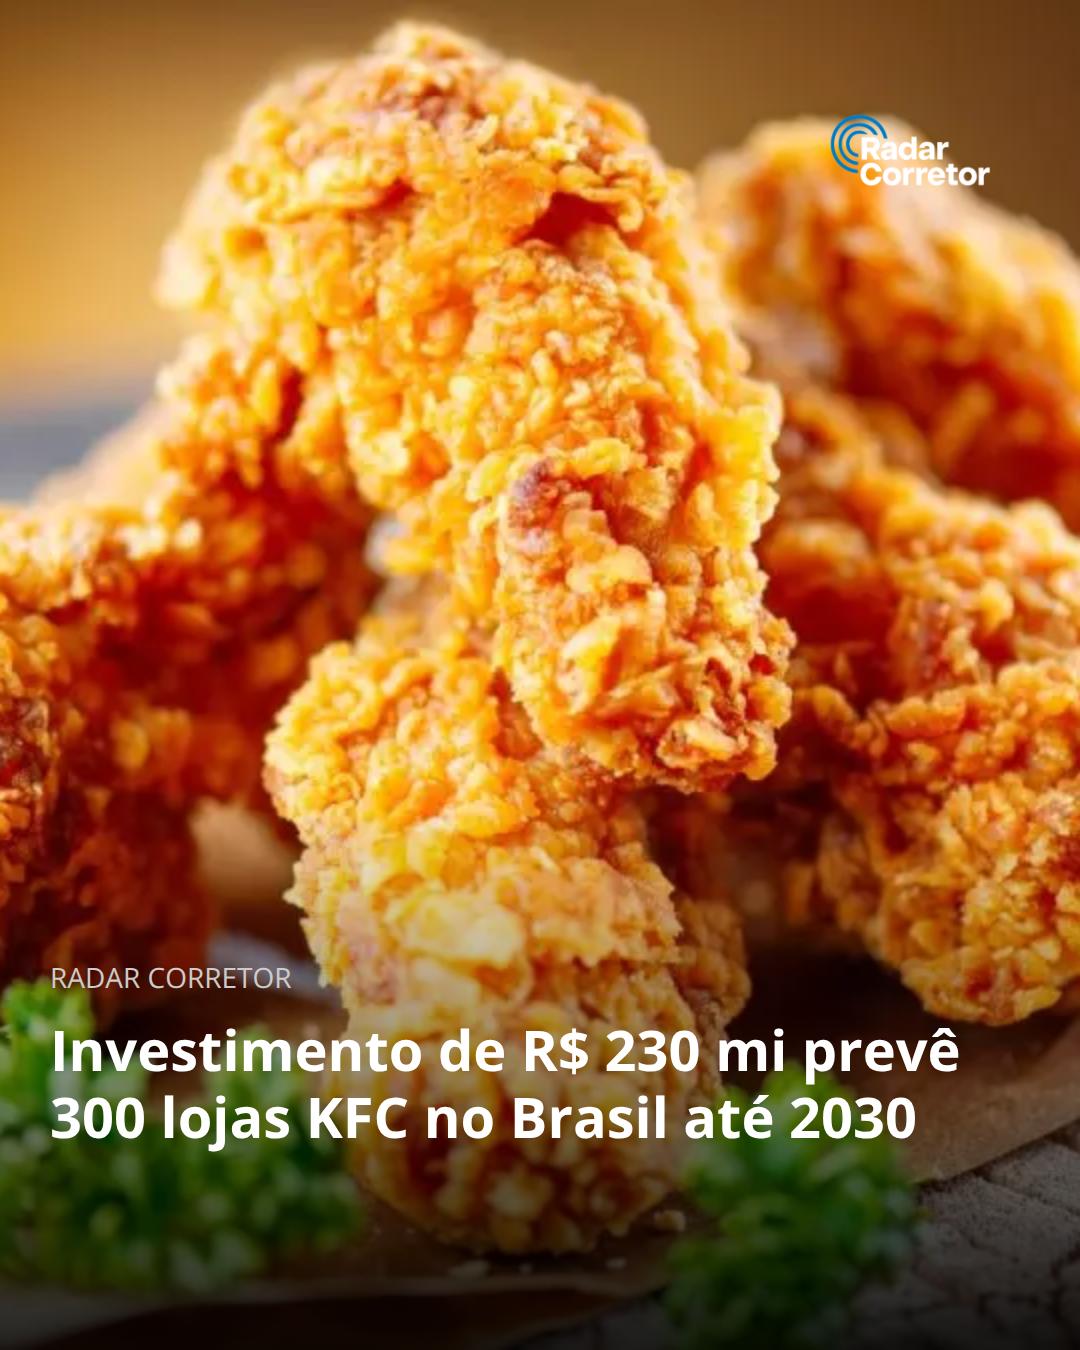 Radar
Corretor
RADAR CORRETOR
Investimento de R$ 230 mi prevê
300 lojas KFC no Brasil até 2030